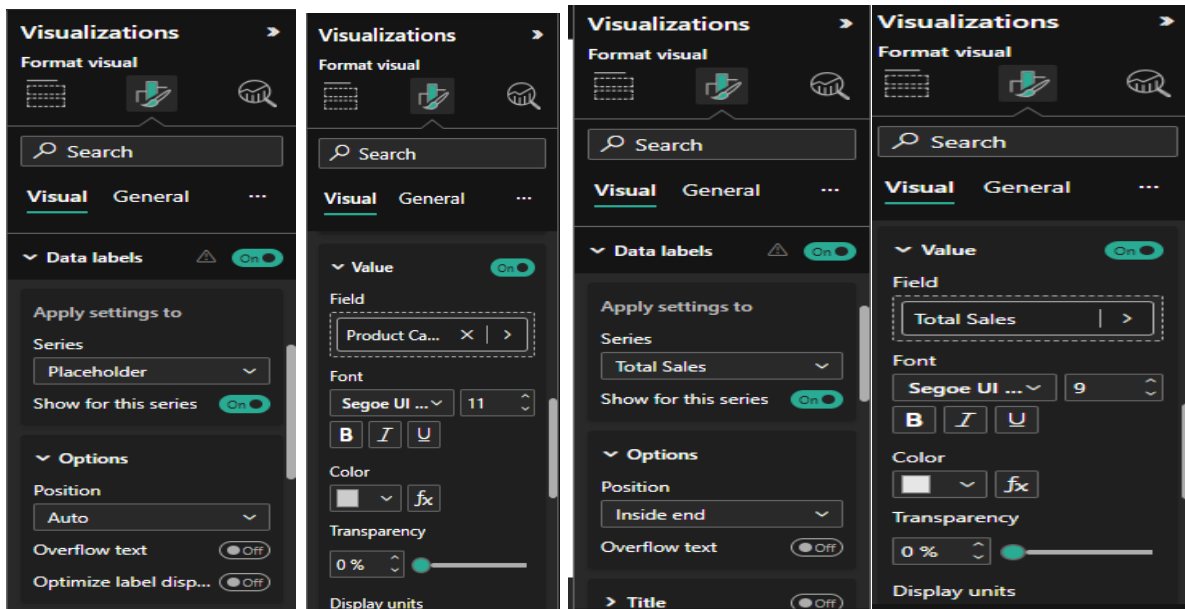 Visualizations »
Format visual
Search
Visual General ...
Data labels On
Apply settings to
Series
Placeholder
Show for this series On
Options
Position
Auto
Overflow text Off
Optimize label disp... Off
Visualizations »
Format visual
Search
Visual General ...
Value On
Field
Product Ca...
Font
Segoe UI ... 11
B I U
Color
fx
Transparency
0 %
Display units
Visualizations »
Format visual
Search
Visual General ...
Data labels On
Apply settings to
Series
Total Sales
Show for this series On
Options
Position
Inside end
Overflow text Off
Title Off
Visualizations »
Format visual
Search
Visual General ...
Value On
Field
Total Sales
Font
Segoe UI ... 9
B I U
Color
fx
Transparency
0 %
Display units